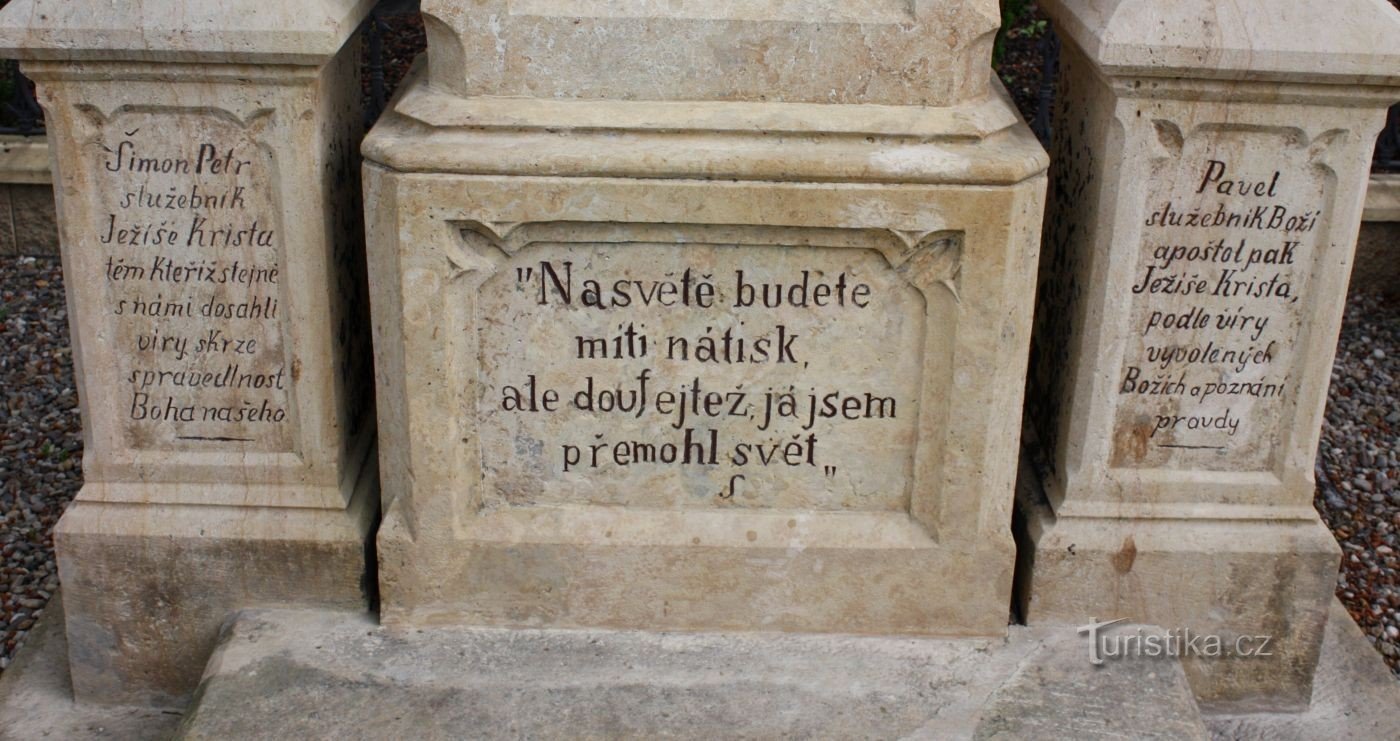 Šimon Petr
služebník
Ježíše Krista
těm Kteříž stejně
s námi dosáhli
víry skrze
spravedlnost
Boha našeho
"Na světě budete
míti nátisk,
ale doufejtež, já jsem
přemohl svět"
Pavel
služebník Boží
apoštol pak
Ježíše Krista,
podle víry
vyvolených
Božích a poznání
pravdy
Turistika.cz